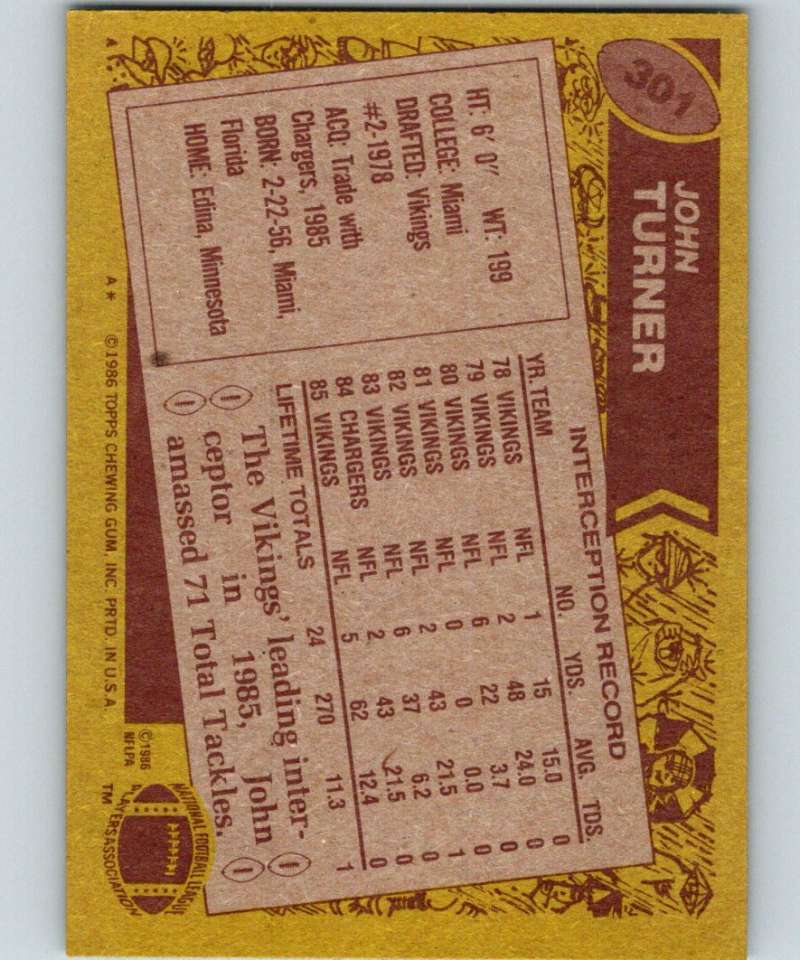 301
JOHN
TURNER
HT: 6' 0" WT: 199
COLLEGE: Miami
DRAFTED: Vikings
#2-1978
ACQ: Trade with
Chargers, 1985
BORN: 2-22-56, Miami,
Florida
HOME: Edina, Minnesota
INTERCEPTION RECORD
YR. TEAM NO. YDS. AVG. TDS.
78 VIKINGS NFL 1 15 15.0 0
79 VIKINGS NFL 2 48 24.0 0
80 VIKINGS NFL 6 22 3.7 0
81 VIKINGS NFL 0 0 0.0 0
82 VIKINGS NFL 2 43 21.5 1
83 VIKINGS NFL 6 37 6.2 0
84 CHARGERS NFL 2 43 21.5 0
85 VIKINGS NFL 5 62 12.4 0
LIFETIME TOTALS 24 270 11.3 1
The Vikings' leading inter-
ceptor in 1985, John
amassed 71 Total Tackles.
©1986
NFLPA
NATIONAL FOOTBALL LEAGUE
PLAYERS ASSOCIATION
TM
A* ©1986 TOPPS CHEWING GUM, INC. PRTD. IN U.S.A